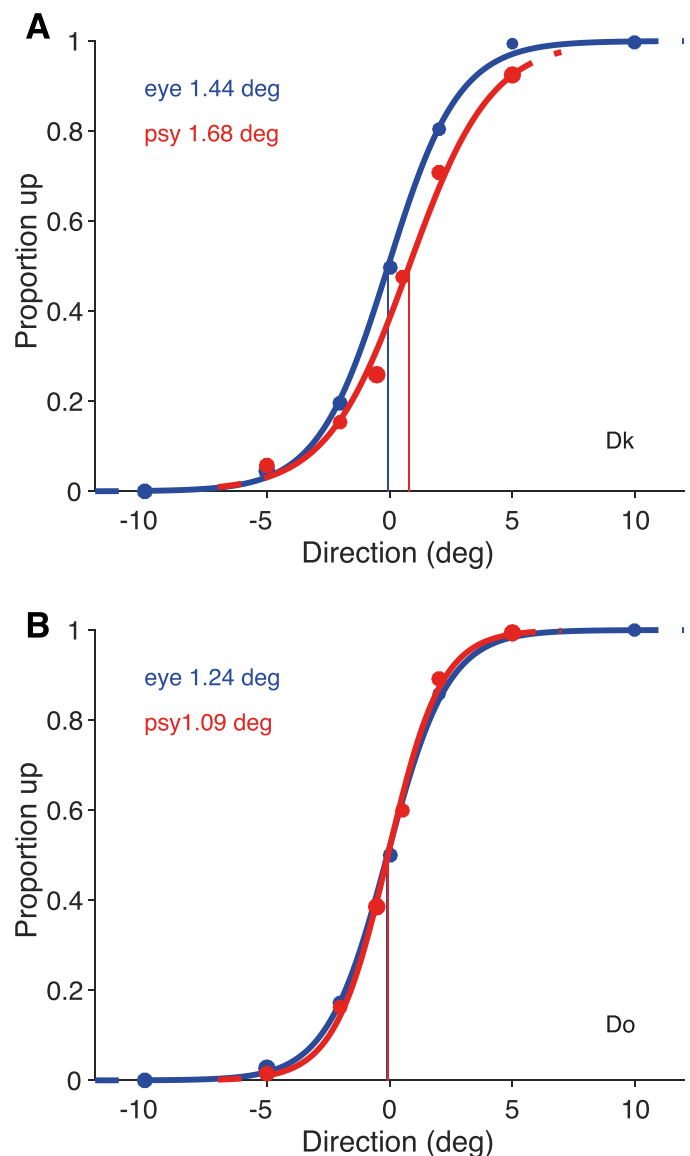 A
1
eye 1.44 deg
0.8
psy 1.68 deg
Proportion up
0.6
0.4
0.2
Dk
0
-10 -5 0 5 10
Direction (deg)
B
1
eye 1.24 deg
0.8
psy1.09 deg
Proportion up
0.6
0.4
0.2
Do
0
-10 -5 0 5 10
Direction (deg)